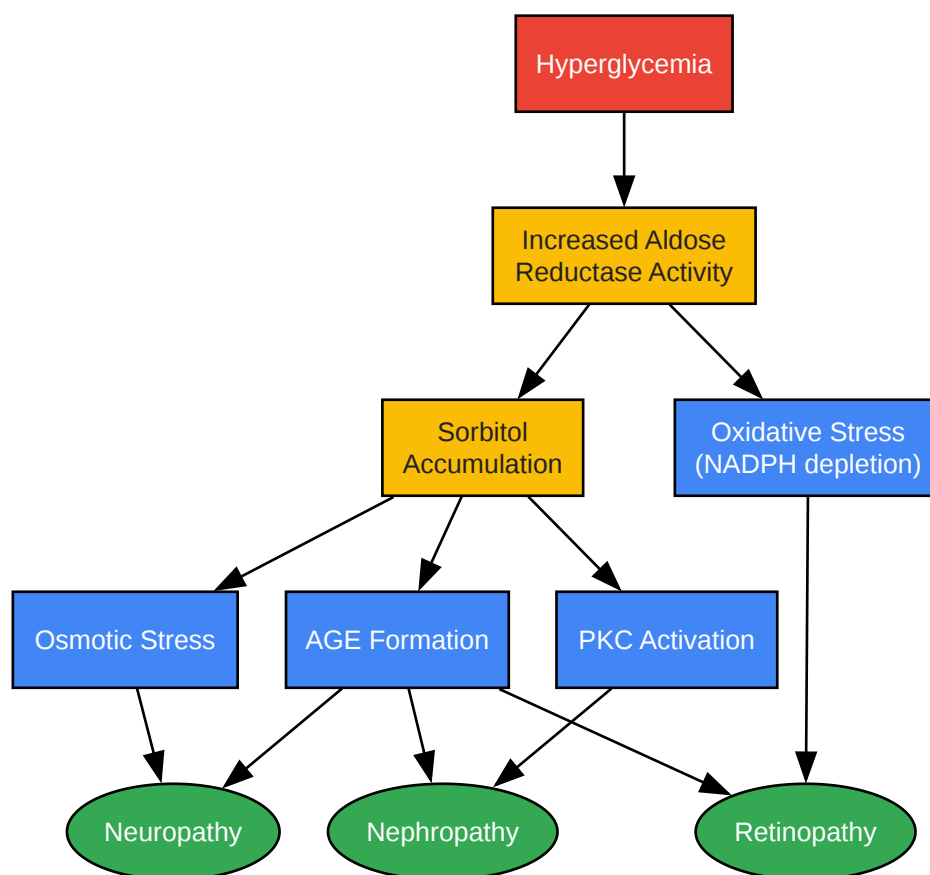 Hyperglycemia
Increased Aldose
Reductase Activity
Sorbitol
Accumulation
Oxidative Stress
(NADPH depletion)
Osmotic Stress
AGE Formation
PKC Activation
Neuropathy
Nephropathy
Retinopathy